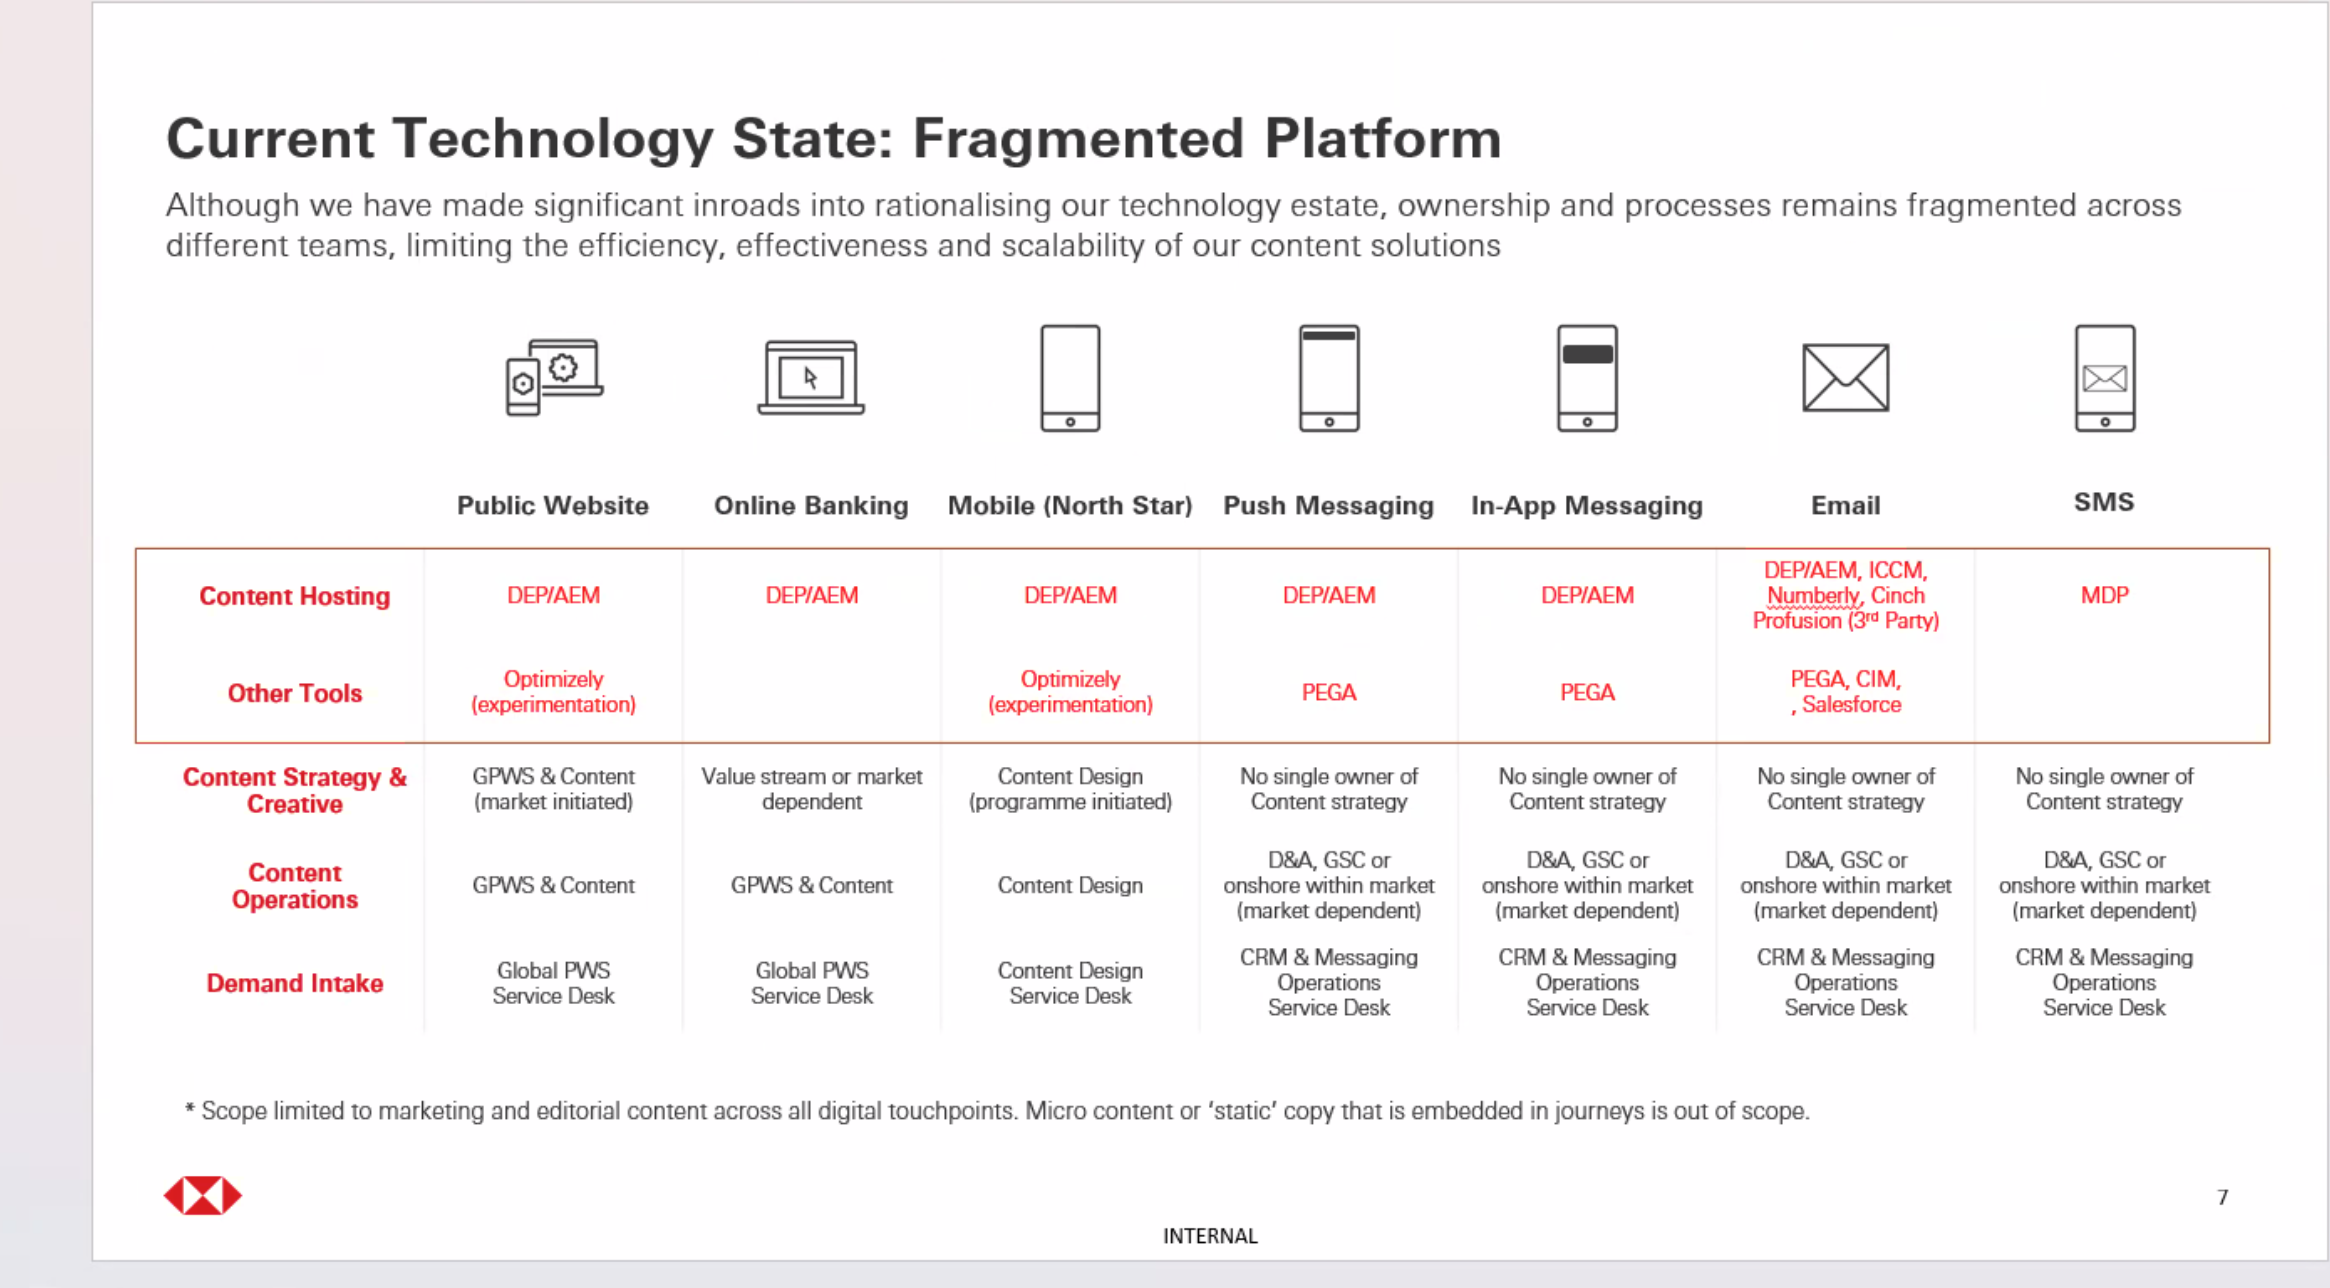 Current Technology State: Fragmented Platform
Although we have made significant inroads into rationalising our technology estate, ownership and processes remains fragmented across
different teams, limiting the efficiency, effectiveness and scalability of our content solutions
Public Website
Online Banking
Mobile (North Star)
Push Messaging
In-App Messaging
Email
SMS
Content Hosting
DEP/AEM
DEP/AEM
DEP/AEM
DEP/AEM
DEP/AEM
DEP/AEM, ICCM,
Numberly, Cinch
Profusion (3rd Party)
MDP
Other Tools
Optimizely
(experimentation)
Optimizely
(experimentation)
PEGA
PEGA
PEGA, CIM,
, Salesforce
Content Strategy &
Creative
GPWS & Content
(market initiated)
Value stream or market
dependent
Content Design
(programme initiated)
No single owner of
Content strategy
No single owner of
Content strategy
No single owner of
Content strategy
No single owner of
Content strategy
Content
Operations
GPWS & Content
GPWS & Content
Content Design
D&A, GSC or
onshore within market
(market dependent)
D&A, GSC or
onshore within market
(market dependent)
D&A, GSC or
onshore within market
(market dependent)
D&A, GSC or
onshore within market
(market dependent)
Demand Intake
Global PWS
Service Desk
Global PWS
Service Desk
Content Design
Service Desk
CRM & Messaging
Operations
Service Desk
CRM & Messaging
Operations
Service Desk
CRM & Messaging
Operations
Service Desk
CRM & Messaging
Operations
Service Desk
* Scope limited to marketing and editorial content across all digital touchpoints. Micro content or ‘static’ copy that is embedded in journeys is out of scope.
7
INTERNAL